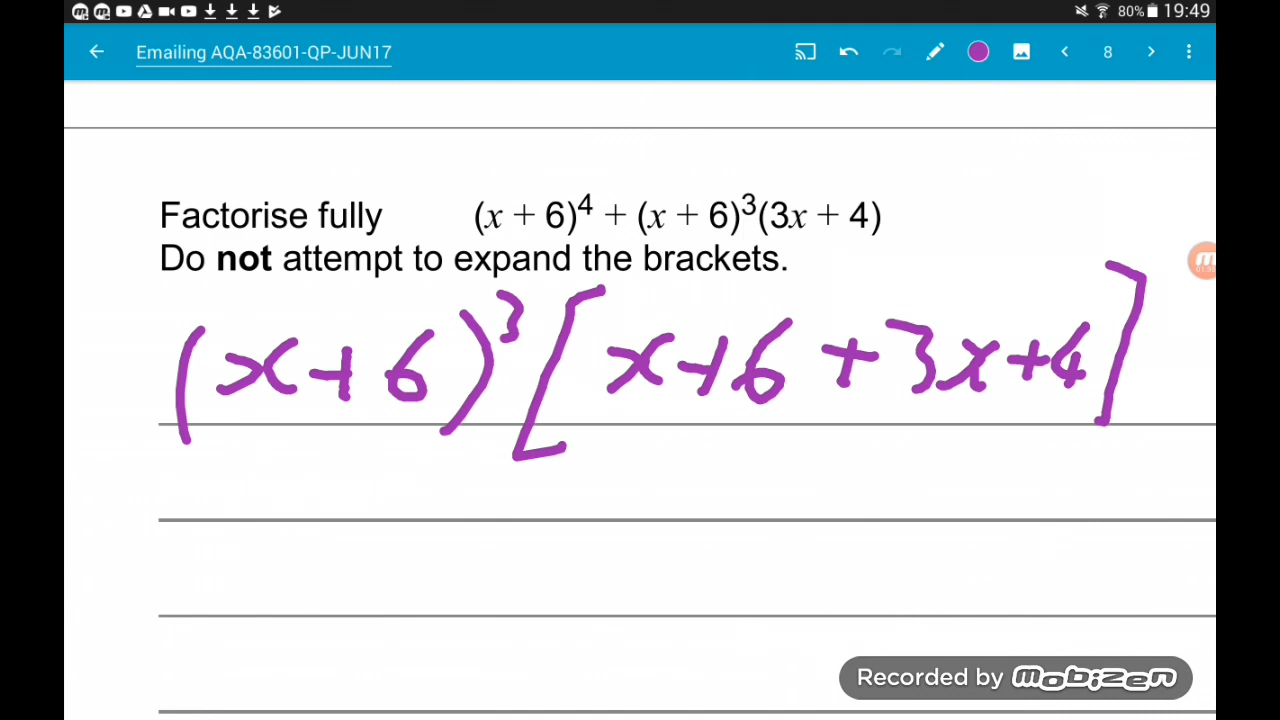 80% 19:49
Emailing AQA-83601-QP-JUN17 8
Factorise fully (x + 6)⁴ + (x + 6)³(3x + 4)
Do not attempt to expand the brackets.
(x+6)³[x+6+3x+4]
Recorded by mobizen